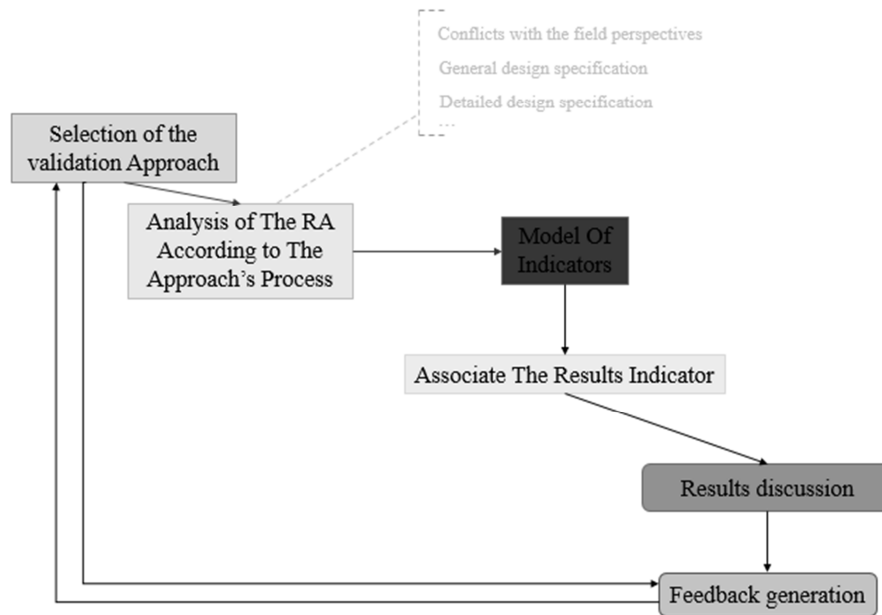 Conflicts with the field perspectives
General design specification
Detailed design specification
...
Selection of the
validation Approach
Analysis of The RA
According to The
Approach's Process
Model Of
Indicators
Associate The Results Indicator
Results discussion
Feedback generation